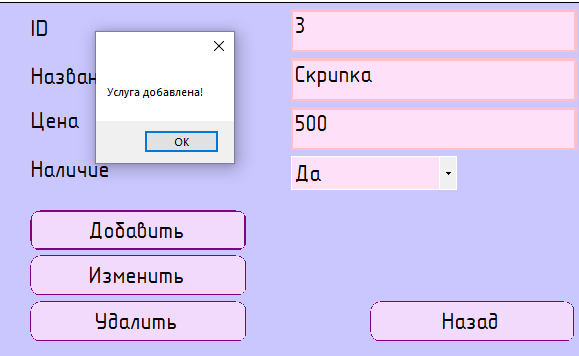 ID
3
Назван
Скрипка
Цена
500
Наличие
Да
Услуга добавлена!
OK
Добавить
Изменить
Удалить
Назад